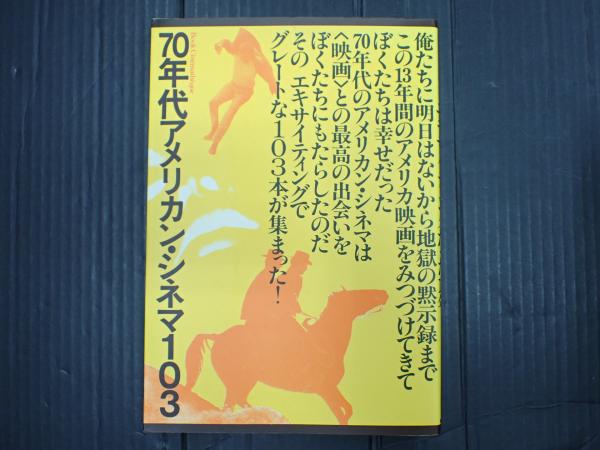 俺たちに明日はないから地獄の黙示録まで
この13年間のアメリカ映画をみつづけてきて
ぼくたちは幸せだった
70年代のアメリカン・シネマは
〈映画〉との最高の出会いを
ぼくたちにもたらしたのだ
その エキサイティングで
グレートな103本が集まった!
70年代アメリカン・シネマ103